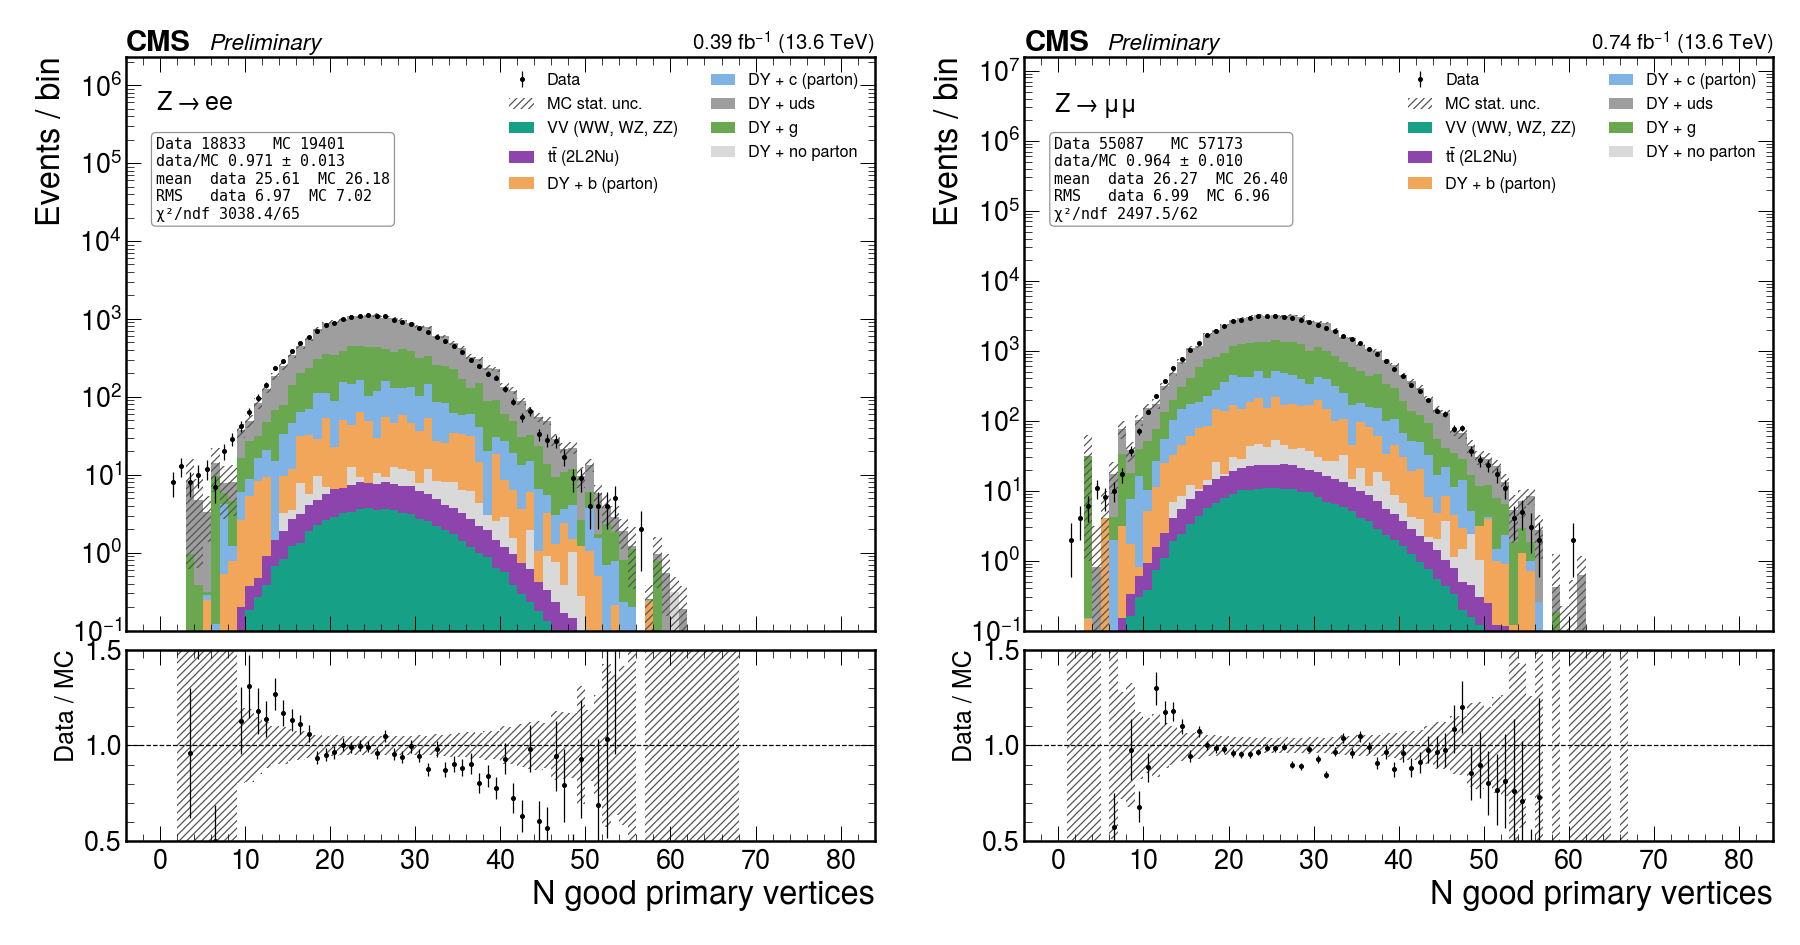 CMS Preliminary 0.39 fb⁻¹ (13.6 TeV)
Events / bin
10⁶
10⁵
10⁴
10³
10²
10¹
10⁰
10⁻¹
Z → ee
Data 18833 MC 19401
data/MC 0.971 ± 0.013
mean data 25.61 MC 26.18
RMS data 6.97 MC 7.02
χ²/ndf 3038.4/65
Data
MC stat. unc.
VV (WW, WZ, ZZ)
tt̄ (2L2Nu)
DY + b (parton)
DY + c (parton)
DY + uds
DY + g
DY + no parton
Data / MC
1.5
1.0
0.5
0 10 20 30 40 50 60 70 80
N good primary vertices
CMS Preliminary 0.74 fb⁻¹ (13.6 TeV)
Events / bin
10⁷
10⁶
10⁵
10⁴
10³
10²
10¹
10⁰
10⁻¹
Z → μμ
Data 55087 MC 57173
data/MC 0.964 ± 0.010
mean data 26.27 MC 26.40
RMS data 6.99 MC 6.96
χ²/ndf 2497.5/62
Data
MC stat. unc.
VV (WW, WZ, ZZ)
tt̄ (2L2Nu)
DY + b (parton)
DY + c (parton)
DY + uds
DY + g
DY + no parton
Data / MC
1.5
1.0
0.5
0 10 20 30 40 50 60 70 80
N good primary vertices